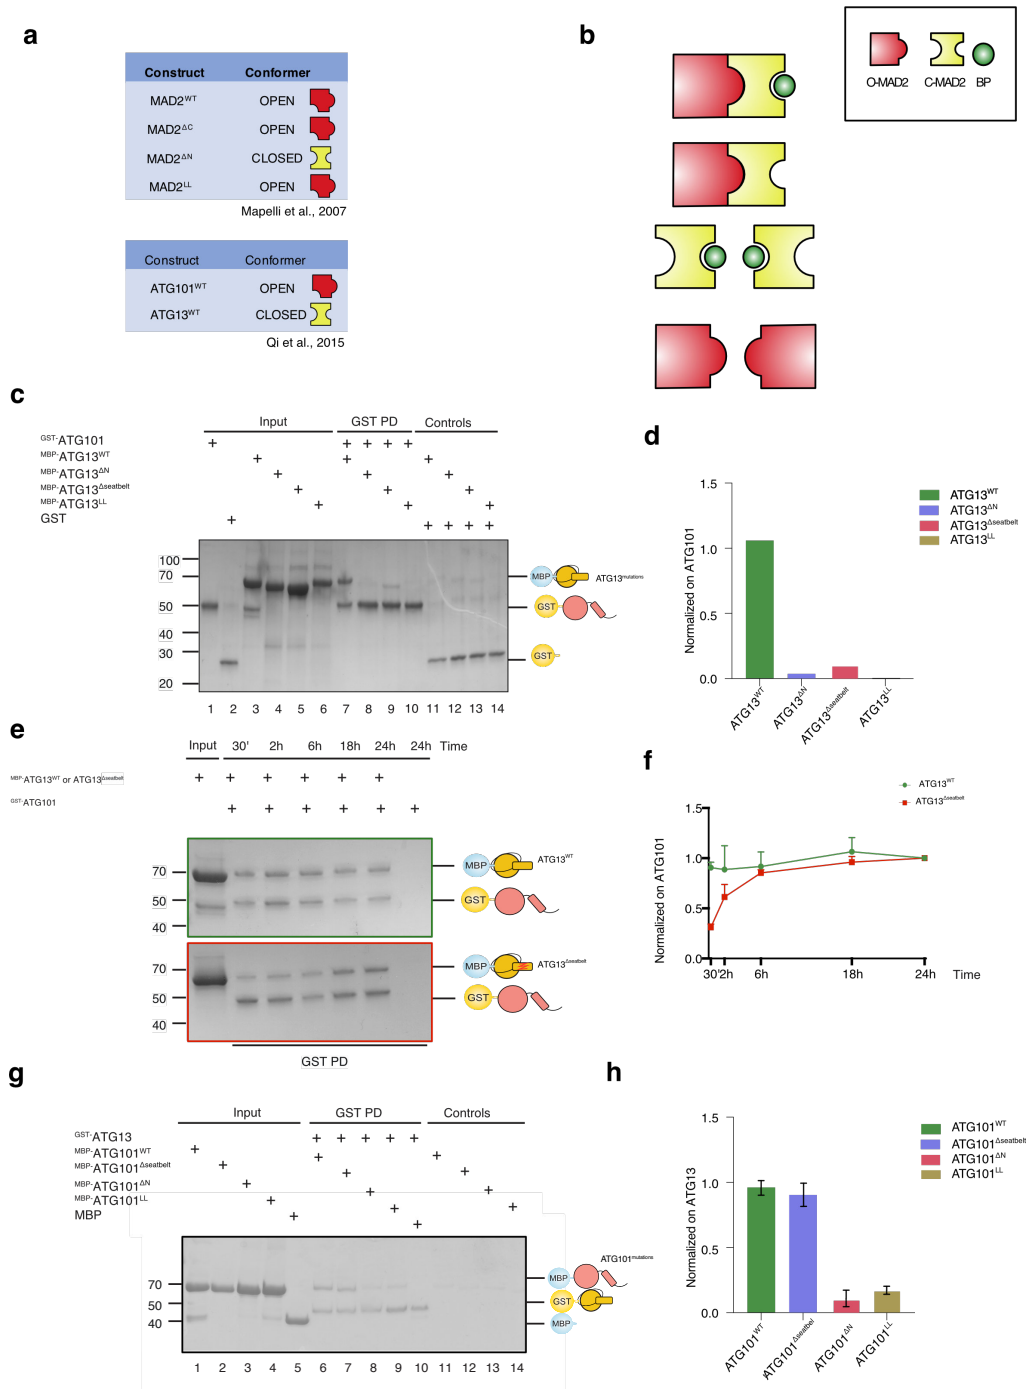 a
Construct Conformer
MAD2WT OPEN
MAD2ΔC OPEN
MAD2ΔN CLOSED
MAD2LL OPEN
Mapelli et al., 2007
Construct Conformer
ATG101WT OPEN
ATG13WT CLOSED
Qi et al., 2015
b
O-MAD2 C-MAD2 BP
c
Input GST PD Controls
GST-ATG101 + + + + +
MBP-ATG13WT + + +
MBP-ATG13ΔN + + +
MBP-ATG13Δseatbelt + + +
MBP-ATG13LL + + +
GST + + + + +
100
70
50
40
30
20
MBP ATG13mutations
GST
GST
1 2 3 4 5 6 7 8 9 10 11 12 13 14
d
Normalized on ATG101
1.5
1.0
0.5
0.0
ATG13WT
ATG13ΔN
ATG13Δseatbelt
ATG13LL
ATG13WT
ATG13ΔN
ATG13Δseatbelt
ATG13LL
e
Input 30' 2h 6h 18h 24h 24h Time
MBP-ATG13WT or ATG13Δseatbelt + + + + + +
GST-ATG101 + + + + + +
70
50
40
MBP ATG13WT
GST
70
50
40
MBP ATG13Δseatbelt
GST
GST PD
f
Normalized on ATG101
1.5
1.0
0.5
0.0
30' 2h 6h 18h 24h Time
ATG13WT
ATG13Δseatbelt
g
Input GST PD Controls
GST-ATG13 + + + + +
MBP-ATG101WT + + +
MBP-ATG101Δseatbelt + + +
MBP-ATG101ΔN + + +
MBP-ATG101LL + + +
MBP + +
70
50
40
ATG101mutations
MBP
GST
MBP
1 2 3 4 5 6 7 8 9 10 11 12 13 14
h
Normalized on ATG13
1.5
1.0
0.5
0.0
ATG101WT
ATG101Δseatbel
ATG101ΔN
ATG101LL
ATG101WT
ATG101Δseatbelt
ATG101ΔN
ATG101LL